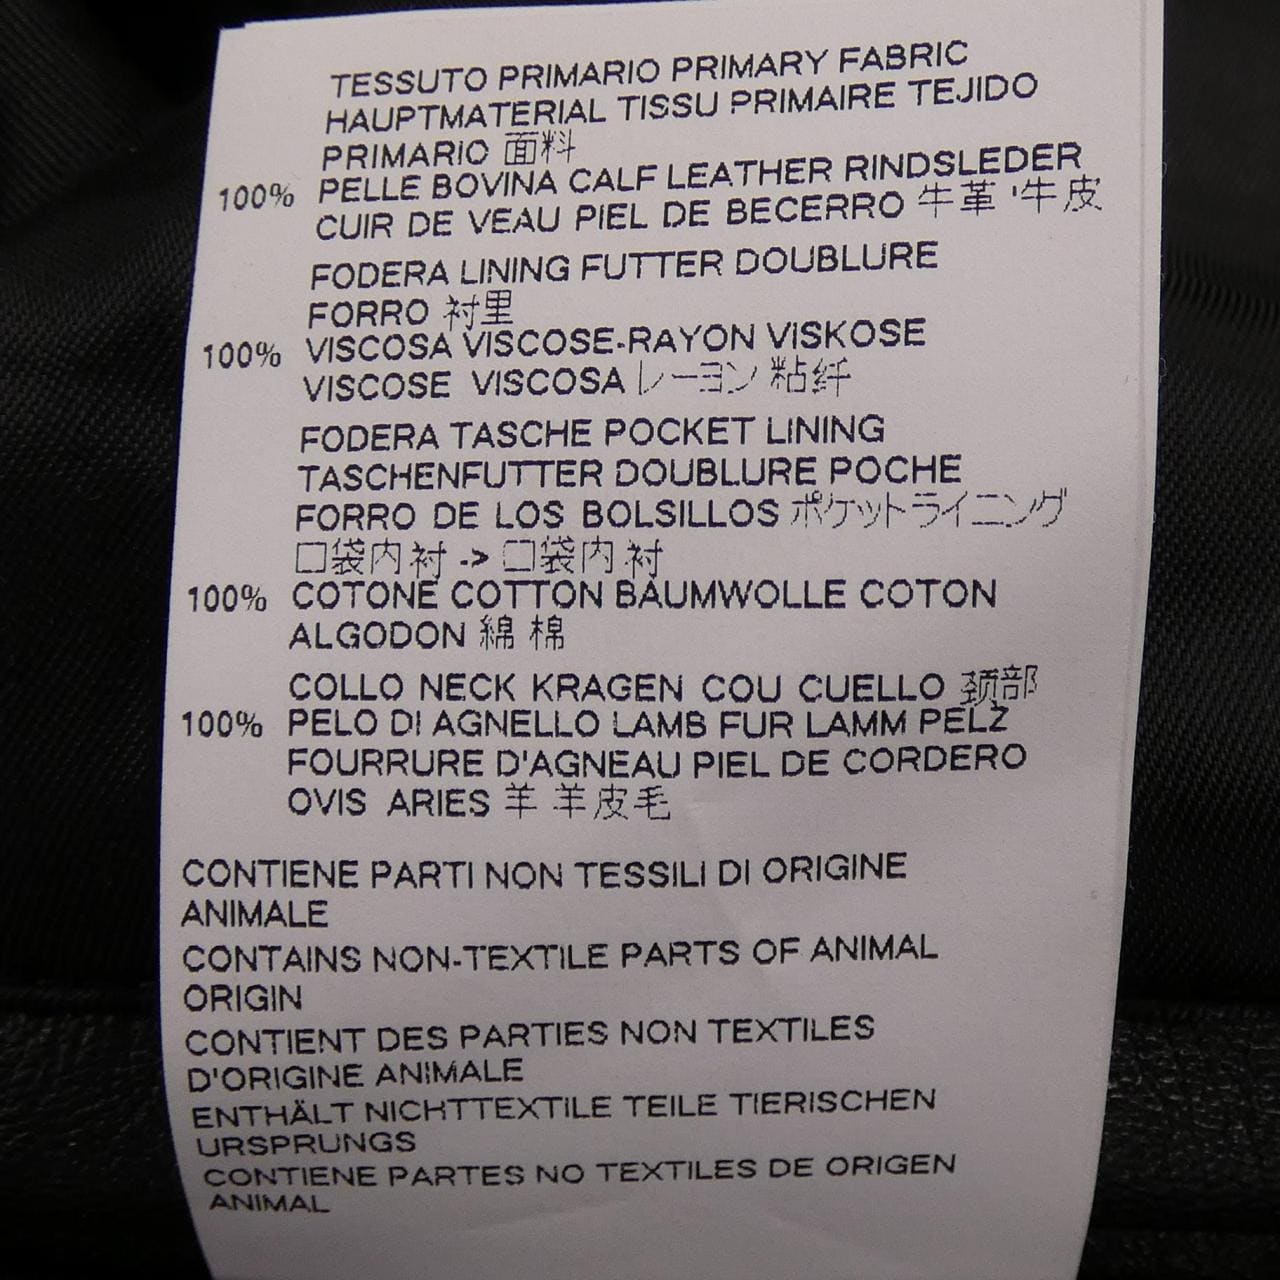 TESSUTO PRIMARIO PRIMARY FABRIC
HAUPTMATERIAL TISSU PRIMAIRE TEJIDO
PRIMARIO 面料
100% PELLE BOVINA CALF LEATHER RINDSLEDER
CUIR DE VEAU PIEL DE BECERRO 牛革 '牛皮
FODERA LINING FUTTER DOUBLURE
FORRO 衬里
100% VISCOSA VISCOSE-RAYON VISKOSE
VISCOSE VISCOSA レーヨン 粘纤
FODERA TASCHE POCKET LINING
TASCHENFUTTER DOUBLURE POCHE
FORRO DE LOS BOLSILLOS ポケットライニング
口袋内衬 -> 口袋内衬
100% COTONE COTTON BAUMWOLLE COTON
ALGODON 綿 棉
COLLO NECK KRAGEN COU CUELLO 颈部
100% PELO DI AGNELLO LAMB FUR LAMM PELZ
FOURRURE D'AGNEAU PIEL DE CORDERO
OVIS ARIES 羊 羊皮毛
CONTIENE PARTI NON TESSILI DI ORIGINE
ANIMALE
CONTAINS NON-TEXTILE PARTS OF ANIMAL
ORIGIN
CONTIENT DES PARTIES NON TEXTILES
D'ORIGINE ANIMALE
ENTHÄLT NICHTTEXTILE TEILE TIERISCHEN
URSPRUNGS
CONTIENE PARTES NO TEXTILES DE ORIGEN
ANIMAL